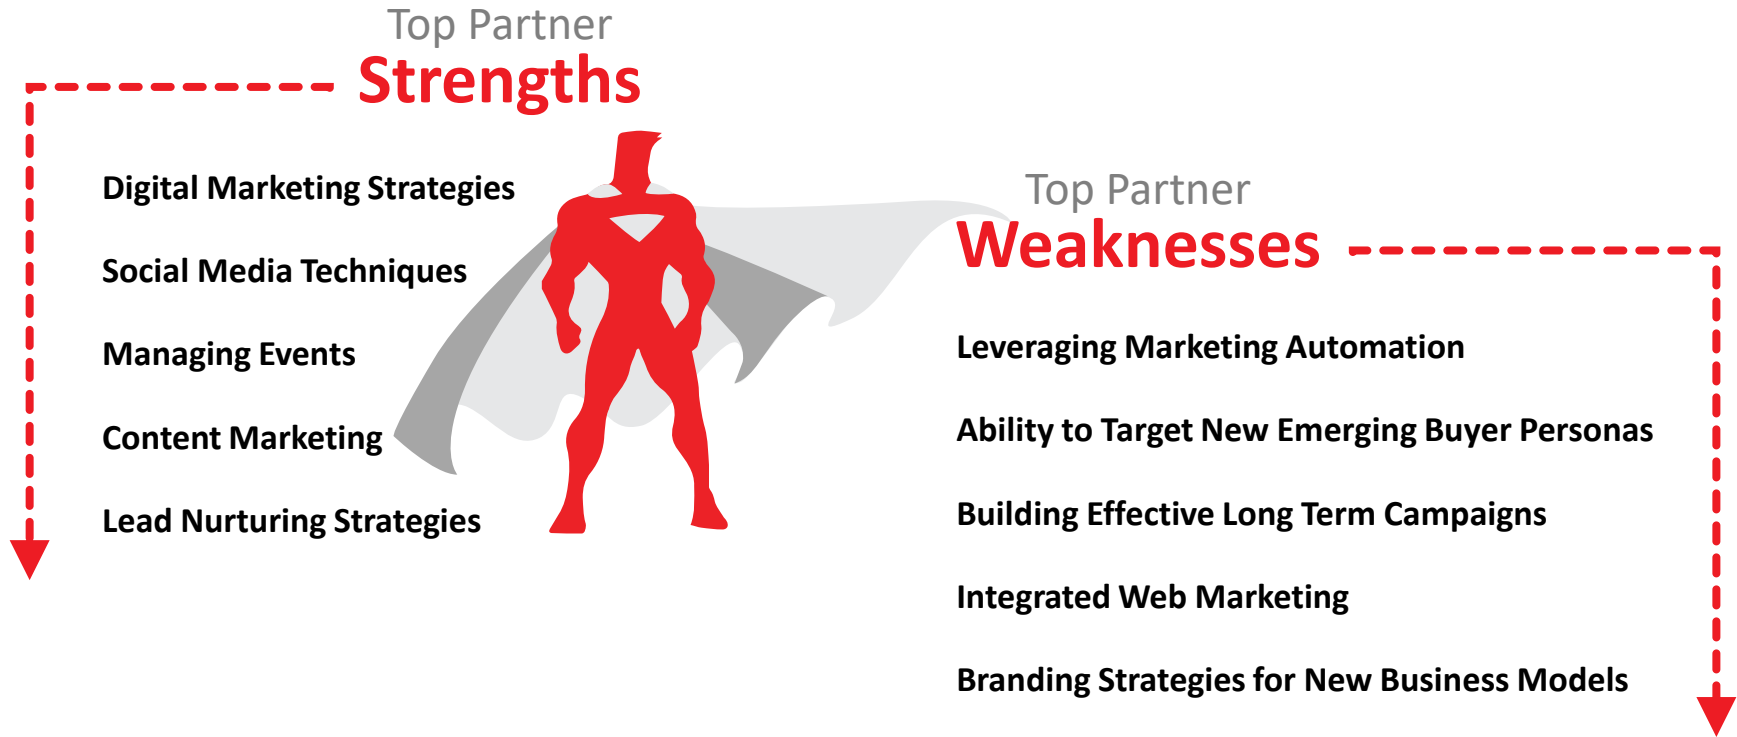 Top Partner
Strengths
Digital Marketing Strategies
Social Media Techniques
Managing Events
Content Marketing
Lead Nurturing Strategies
Top Partner
Weaknesses
Leveraging Marketing Automation
Ability to Target New Emerging Buyer Personas
Building Effective Long Term Campaigns
Integrated Web Marketing
Branding Strategies for New Business Models